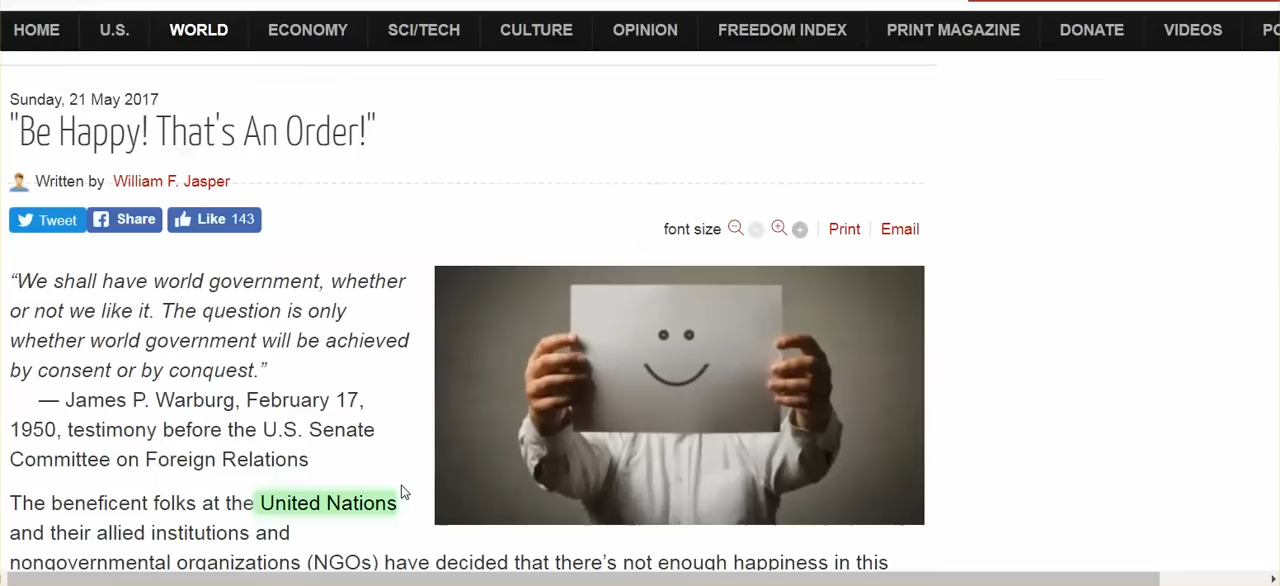 HOME U.S. WORLD ECONOMY SCI/TECH CULTURE OPINION FREEDOM INDEX PRINT MAGAZINE DONATE VIDEOS PO
Sunday, 21 May 2017
"Be Happy! That's An Order!"
Written by William F. Jasper
Tweet Share Like 143
font size Print Email
“We shall have world government, whether
or not we like it. The question is only
whether world government will be achieved
by consent or by conquest.”
— James P. Warburg, February 17,
1950, testimony before the U.S. Senate
Committee on Foreign Relations
The beneficent folks at the United Nations
and their allied institutions and
nongovernmental organizations (NGOs) have decided that there’s not enough happiness in this